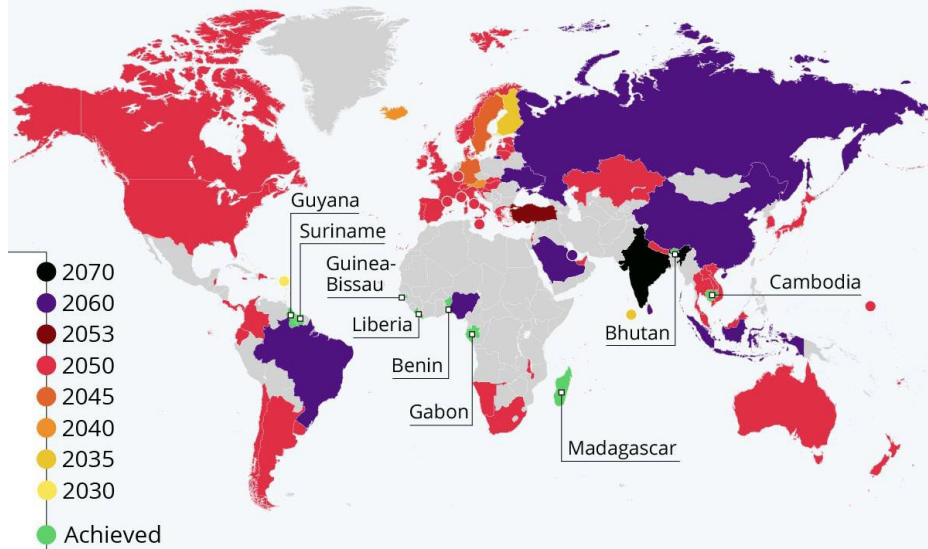 Guyana
Suriname
Guinea-
Bissau
Liberia
Benin
Gabon
Madagascar
Bhutan
Cambodia
2070
2060
2053
2050
2045
2040
2035
2030
Achieved